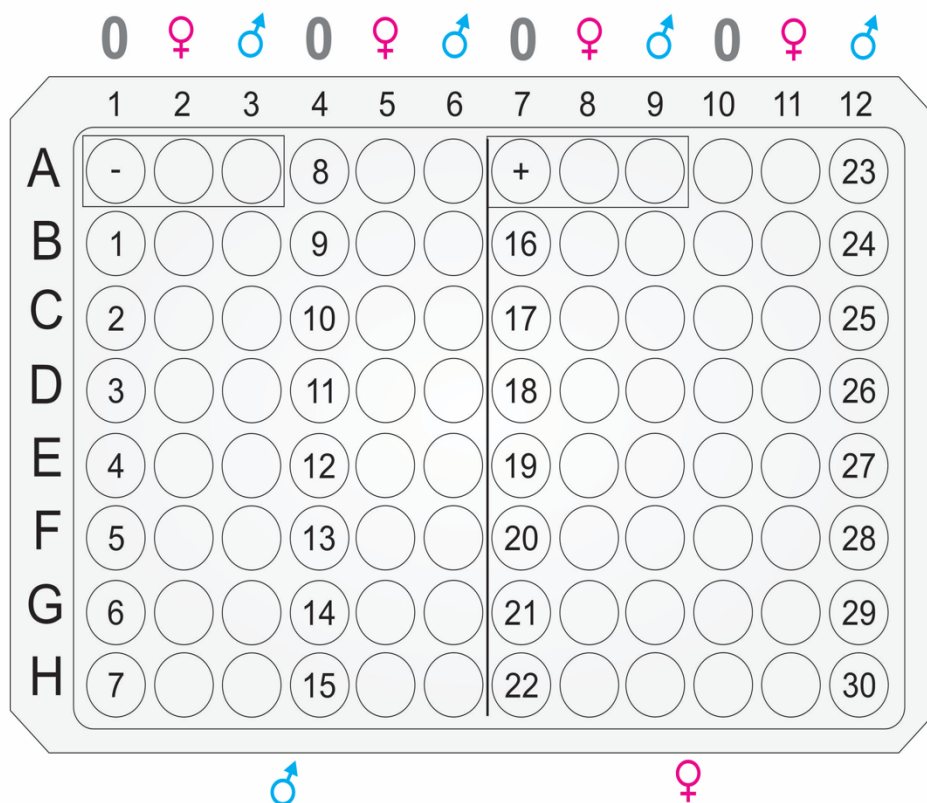 0 ♀ ♂ 0 ♀ ♂ 0 ♀ ♂ 0 ♀ ♂
1 2 3 4 5 6 7 8 9 10 11 12
A - 8 + 23
B 1 9 16 24
C 2 10 17 25
D 3 11 18 26
E 4 12 19 27
F 5 13 20 28
G 6 14 21 29
H 7 15 22 30
♂ ♀